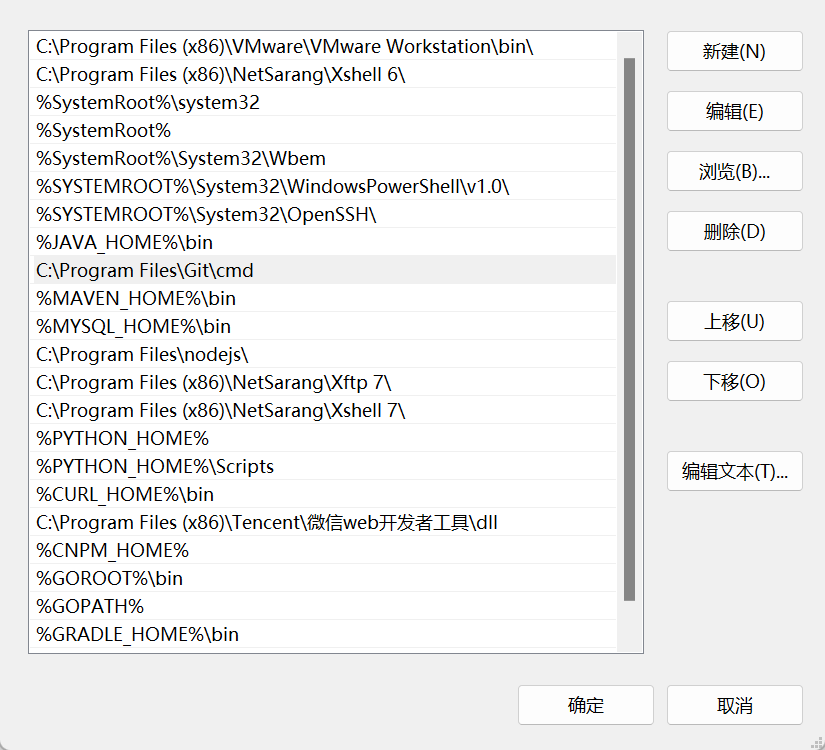 C:\Program Files (x86)\VMware\VMware Workstation\bin\
C:\Program Files (x86)\NetSarang\Xshell 6\
%SystemRoot%\system32
%SystemRoot%
%SystemRoot%\System32\Wbem
%SYSTEMROOT%\System32\WindowsPowerShell\v1.0\
%SYSTEMROOT%\System32\OpenSSH\
%JAVA_HOME%\bin
C:\Program Files\Git\cmd
%MAVEN_HOME%\bin
%MYSQL_HOME%\bin
C:\Program Files\nodejs\
C:\Program Files (x86)\NetSarang\Xftp 7\
C:\Program Files (x86)\NetSarang\Xshell 7\
%PYTHON_HOME%
%PYTHON_HOME%\Scripts
%CURL_HOME%\bin
C:\Program Files (x86)\Tencent\微信web开发者工具\dll
%CNPM_HOME%
%GOROOT%\bin
%GOPATH%
%GRADLE_HOME%\bin
新建(N)
编辑(E)
浏览(B)...
删除(D)
上移(U)
下移(O)
编辑文本(T)...
确定
取消